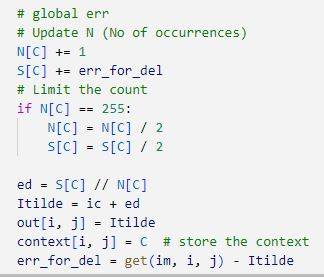 # global err
# Update N (No of occurrences)
N[C] += 1
S[C] += err_for_del
# Limit the count
if N[C] == 255:
    N[C] = N[C] / 2
    S[C] = S[C] / 2

ed = S[C] // N[C]
Itilde = ic + ed
out[i, j] = Itilde
context[i, j] = C  # store the context
err_for_del = get(im, i, j) - Itilde